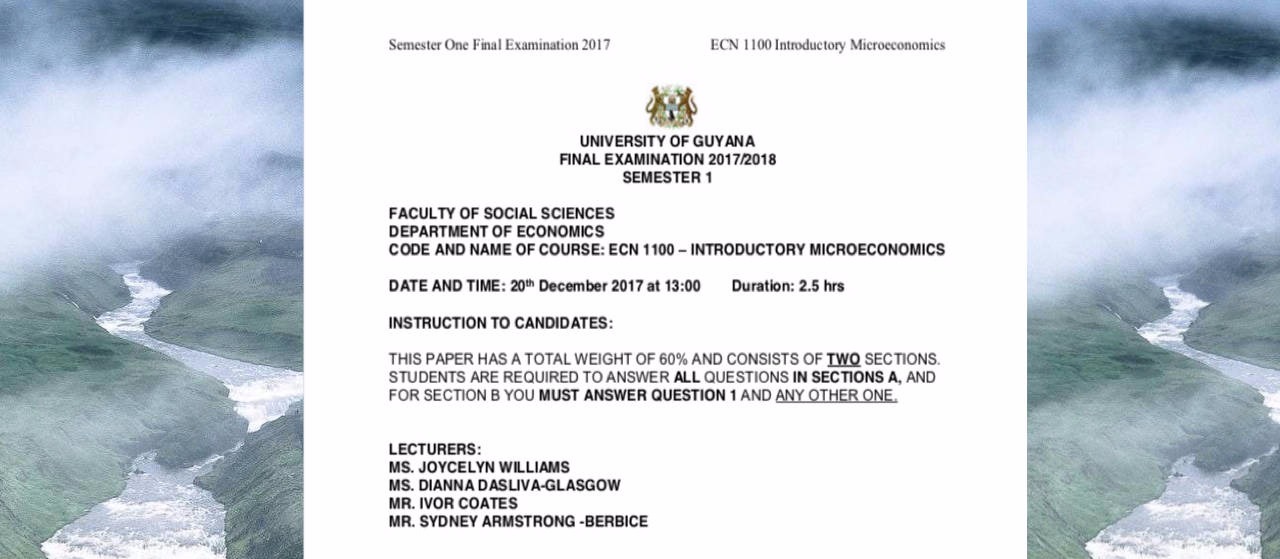 Semester One Final Examination 2017 ECN 1100 Introductory Microeconomics
UNIVERSITY OF GUYANA
FINAL EXAMINATION 2017/2018
SEMESTER 1
FACULTY OF SOCIAL SCIENCES
DEPARTMENT OF ECONOMICS
CODE AND NAME OF COURSE: ECN 1100 – INTRODUCTORY MICROECONOMICS
DATE AND TIME: 20th December 2017 at 13:00 Duration: 2.5 hrs
INSTRUCTION TO CANDIDATES:
THIS PAPER HAS A TOTAL WEIGHT OF 60% AND CONSISTS OF TWO SECTIONS.
STUDENTS ARE REQUIRED TO ANSWER ALL QUESTIONS IN SECTIONS A, AND
FOR SECTION B YOU MUST ANSWER QUESTION 1 AND ANY OTHER ONE.
LECTURERS:
MS. JOYCELYN WILLIAMS
MS. DIANNA DASLIVA-GLASGOW
MR. IVOR COATES
MR. SYDNEY ARMSTRONG -BERBICE